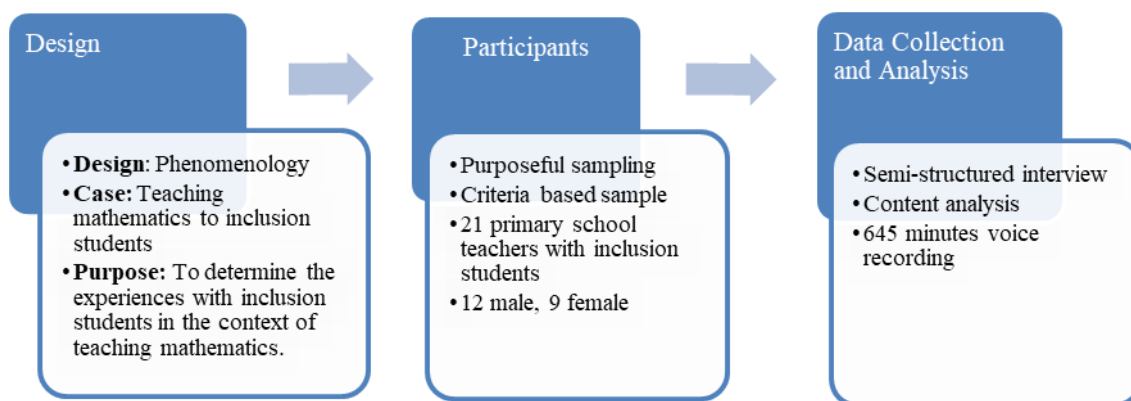 Design
• Design: Phenomenology
• Case: Teaching
mathematics to inclusion
students
• Purpose: To determine the
experiences with inclusion
students in the context of
teaching mathematics.
Participants
• Purposeful sampling
• Criteria based sample
• 21 primary school
teachers with inclusion
students
• 12 male, 9 female
Data Collection
and Analysis
• Semi-structured interview
• Content analysis
• 645 minutes voice
recording